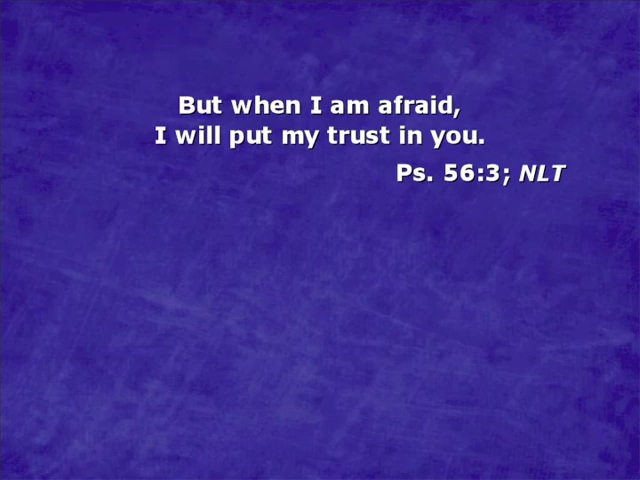 But when I am afraid,
I will put my trust in you.
Ps. 56:3; NLT